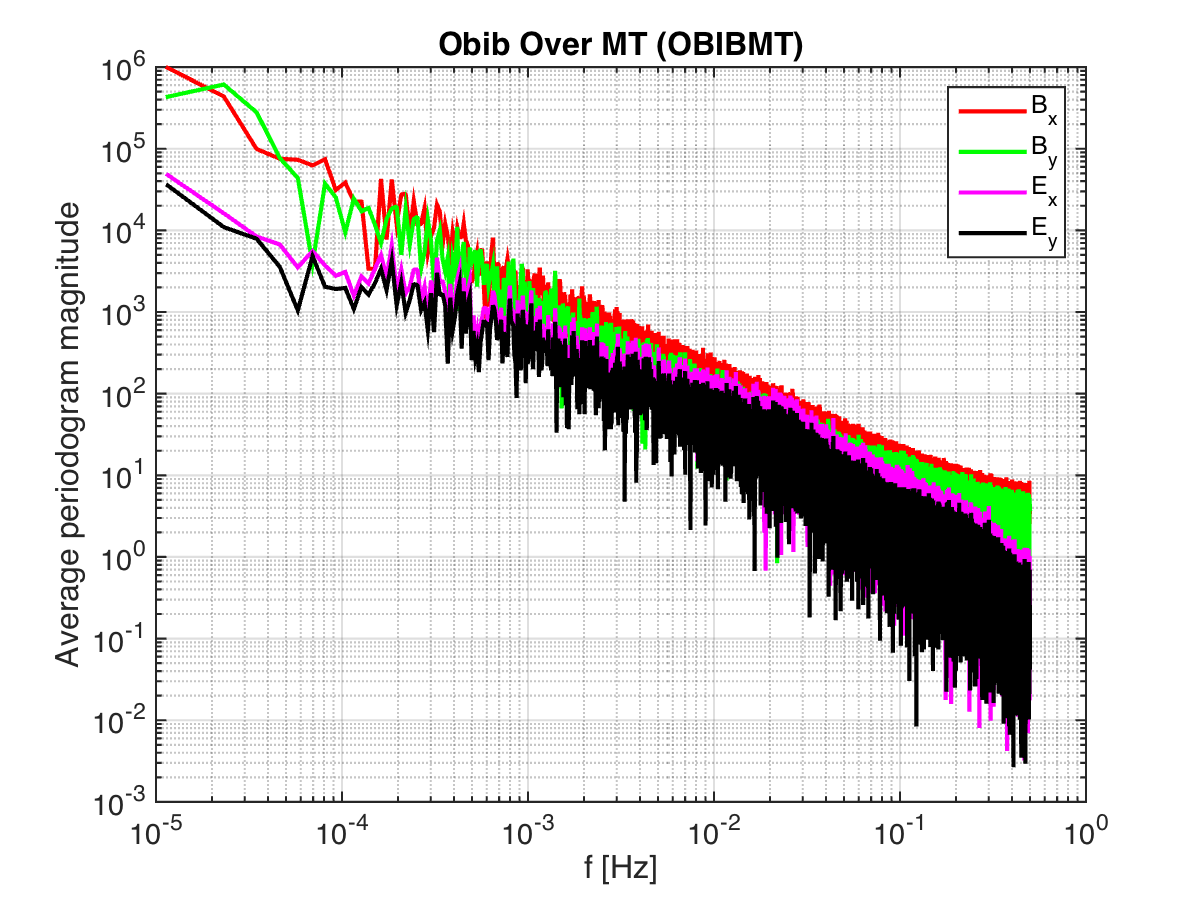 Obib Over MT (OBIBMT)
Average periodogram magnitude
10^6
10^5
10^4
10^3
10^2
10^1
10^0
10^-1
10^-2
10^-3
B_x
B_y
E_x
E_y
10^-5 10^-4 10^-3 10^-2 10^-1 10^0
f [Hz]